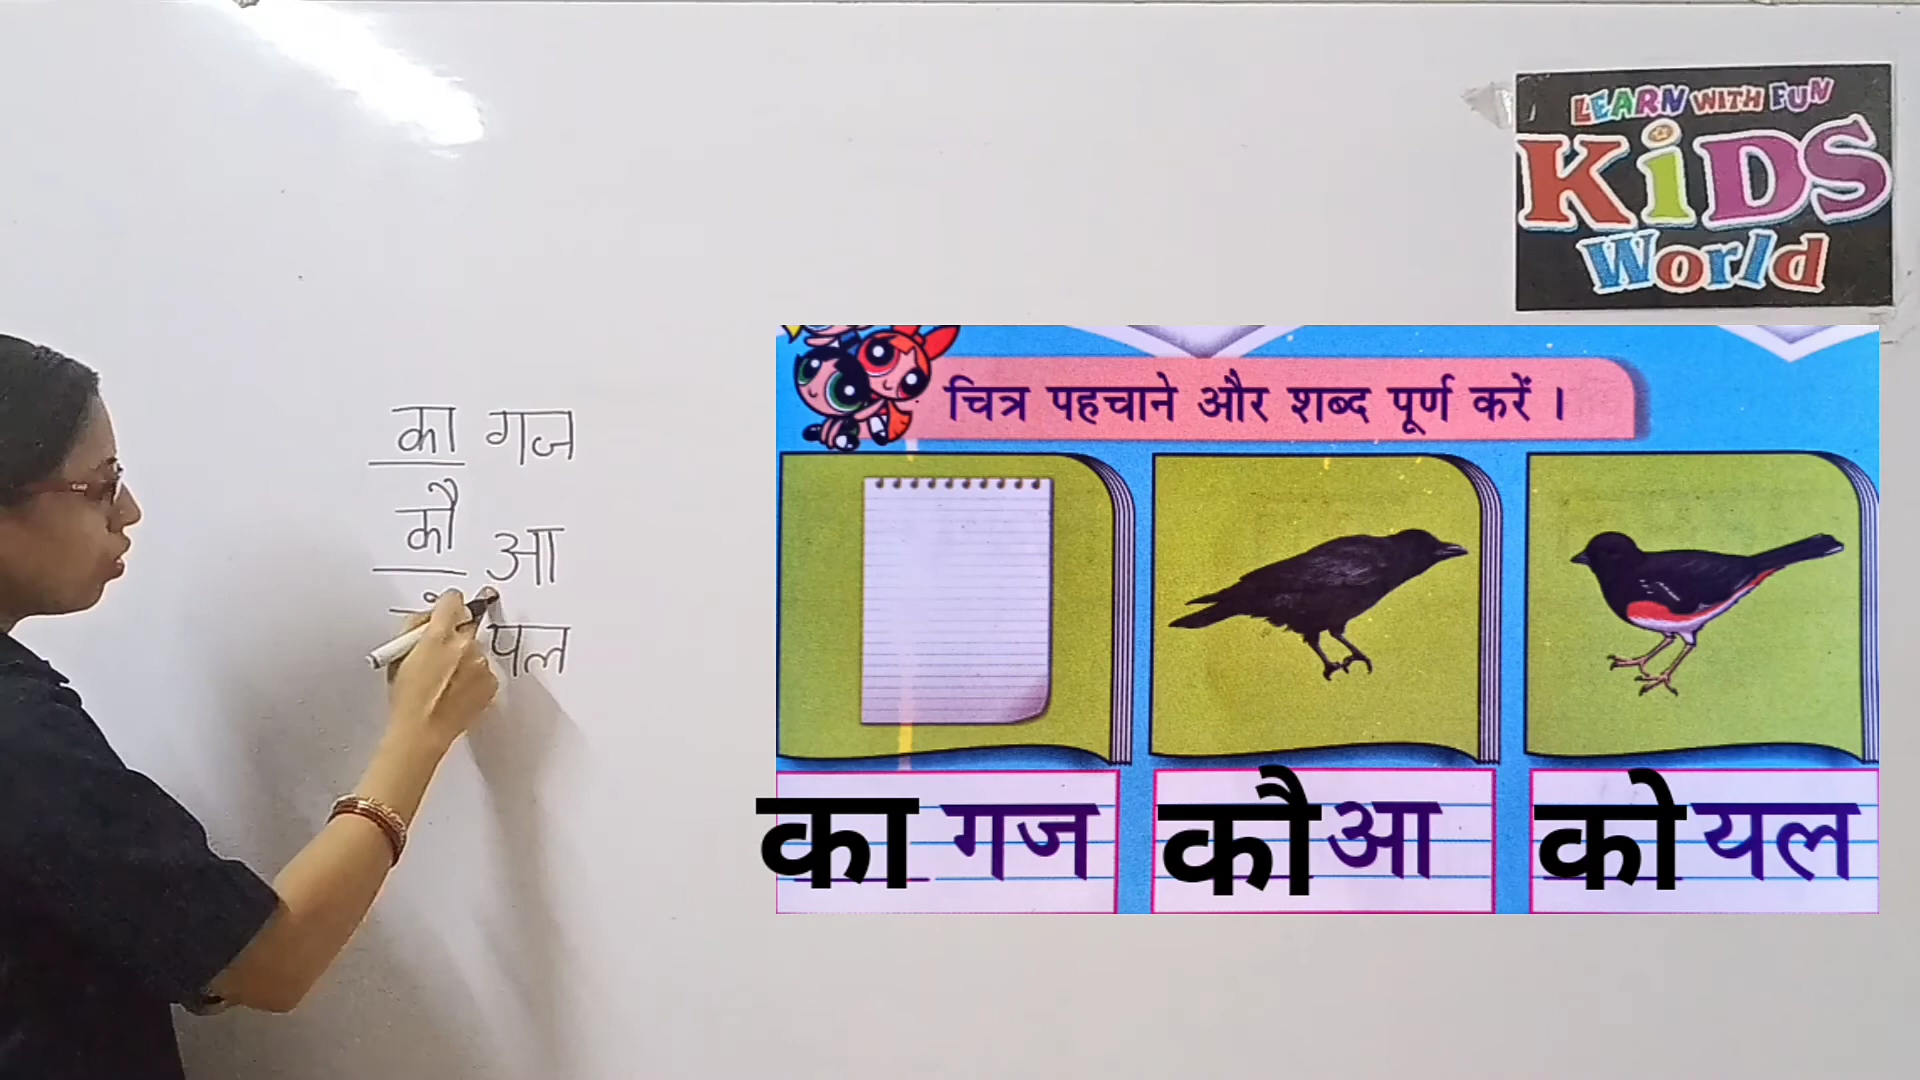 LEARN WITH FUN
KiDS
World
का गज
कौ आ
पल
चित्र पहचाने और शब्द पूर्ण करें ।
का गज कौ आ को यल